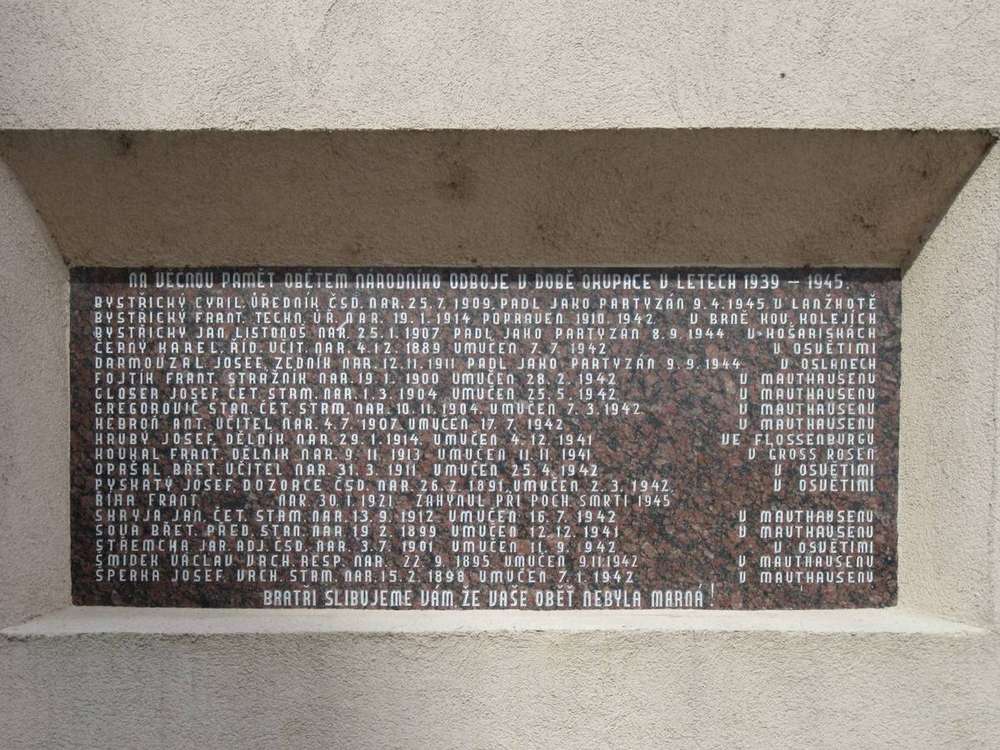 NA VĚČNOU PAMĚŤ OBĚTEM NÁRODNÍHO ODBOJE V DOBĚ OKUPACE V LETECH 1939 – 1945.
BYSTŘICKÝ CYRIL, ÚŘEDNÍK ČSD. NAR. 25.7.1909. PADL JAKO PARTYZÁN 9.4.1945. V LANŽHOTĚ
BYSTŘICKÝ FRANT. TECHN. ÚŘ. NAR. 19.1.1914. POPRAVEN 19.10.1942. V BRNĚ KOV. KOLEJÍCH
BYSTŘICKÝ JAN, LISTONOŠ NAR. 25.1.1907 PADL JAKO PARTYZÁN 8.9.1944 V KOŠARISKÁCH
ČERNÝ KAREL, ŘÍD. UČIT. NAR. 4.12.1889 UMUČEN 7.7.1942 V OSVĚTIMI
DARMOVZAL JOSEF, ZEDNÍK NAR. 12.11.1911 PADL JAKO PARTYZÁN 9.9.1944 V OSLANECH
FOJTÍK FRANT. STRÁŽNÍK NAR. 19.1.1900 UMUČEN 28.2.1942 V MAUTHAUSENU
GLOSER JOSEF, ČET. STRM. NAR. 1.3.1904 UMUČEN 25.5.1942 V MAUTHAUSENU
GREGOROVIČ STAN. ČET. STRM. NAR. 10.11.1904. UMUČEN 7.3.1942 V MAUTHAUSENU
HEBRON ANT. UČITEL NAR. 4.7.1907. UMUČEN 17.7.1942 V MAUTHAUSENU
HRUBÝ JOSEF, DĚLNÍK NAR. 29.1.1914. UMUČEN 4.12.1941 VE FLOSSENBURGU
KOUKAL FRANT. DĚLNÍK NAR. 9.11.1913 UMUČEN 11.11.1941 V GROSS ROSEN
OPRŠAL BŘET. UČITEL NAR. 31.3.1911 UMUČEN 25.4.1942 V OSVĚTIMI
PYSKATÝ JOSEF, DOZORCE ČSD. NAR. 26.2.1891. UMUČEN 2.3.1942 V OSVĚTIMI
ŘÍHA FRANT NAR. 30.1.1921 ZAHYNUL PŘI POCH. SMRTI 1945
SKRYJA JAN, ČET. STRM. NAR. 13.9.1912 UMUČEN 16.7.1942 V MAUTHAUSENU
SOVA BŘET. PŘED. STRÁM. NAR. 19.2.1899 UMUČEN 12.12.1941 V MAUTHAUSENU
STŘEMCHA JAR. ADJ. ČSD. NAR. 3.7.1901 UMUČEN 11.9.1942 V OSVĚTIMI
ŠMÍDEK VÁCLAV, VRCH. RESP. NAR. 22.9.1895. UMUČEN 9.11.1942 V MAUTHAUSENU
ŠPERKA JOSEF, VRCH. STRM. NAR. 15.2.1898 UMUČEN 7.1.1942 V MAUTHAUSENU
BRATŘI SLIBUJEME VÁM, ŽE VAŠE OBĚŤ NEBYLA MARNÁ!